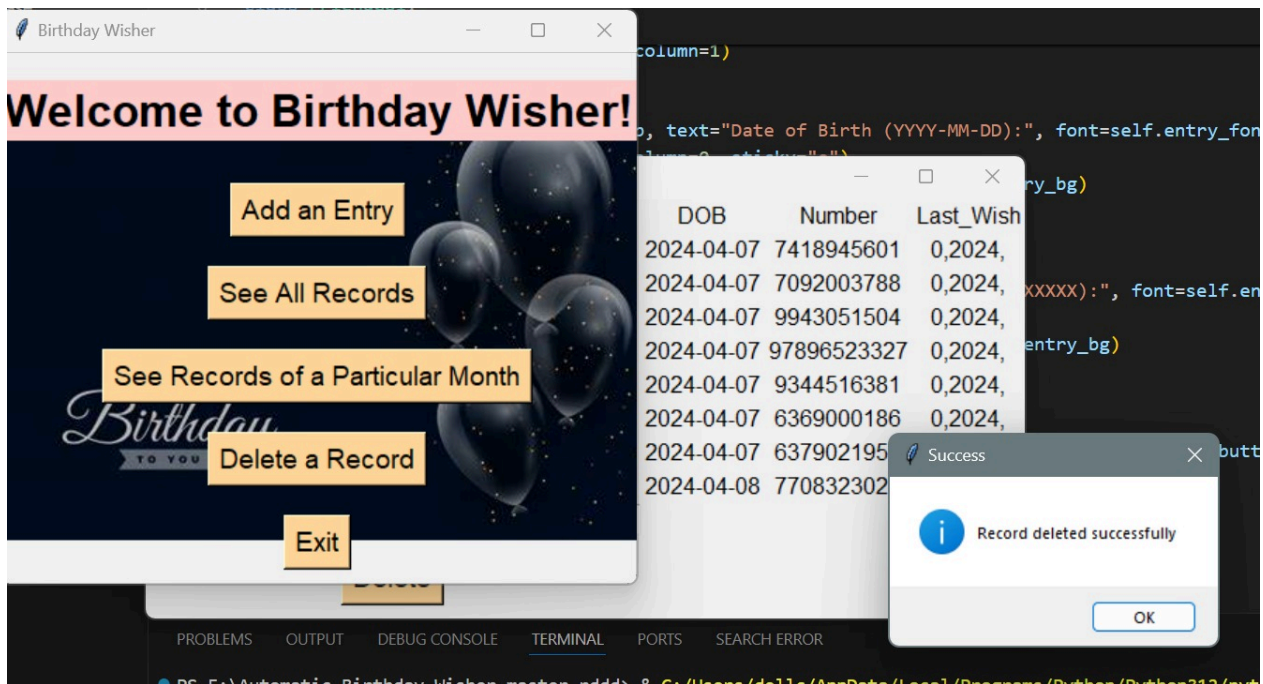 Birthday Wisher
Welcome to Birthday Wisher!
Add an Entry
See All Records
See Records of a Particular Month
Birthday
TO YOU
Delete a Record
Exit
column=1)
text="Date of Birth (YYYY-MM-DD):", font=self.entry_fon
ry_bg)
XXXXX):", font=self.en
entry_bg)
butt
DOB Number Last_Wish
2024-04-07 7418945601 0,2024,
2024-04-07 7092003788 0,2024,
2024-04-07 9943051504 0,2024,
2024-04-07 97896523327 0,2024,
2024-04-07 9344516381 0,2024,
2024-04-07 6369000186 0,2024,
2024-04-07 637902195
2024-04-08 770832302
Delete
Success
Record deleted successfully
OK
PROBLEMS OUTPUT DEBUG CONSOLE TERMINAL PORTS SEARCH ERROR